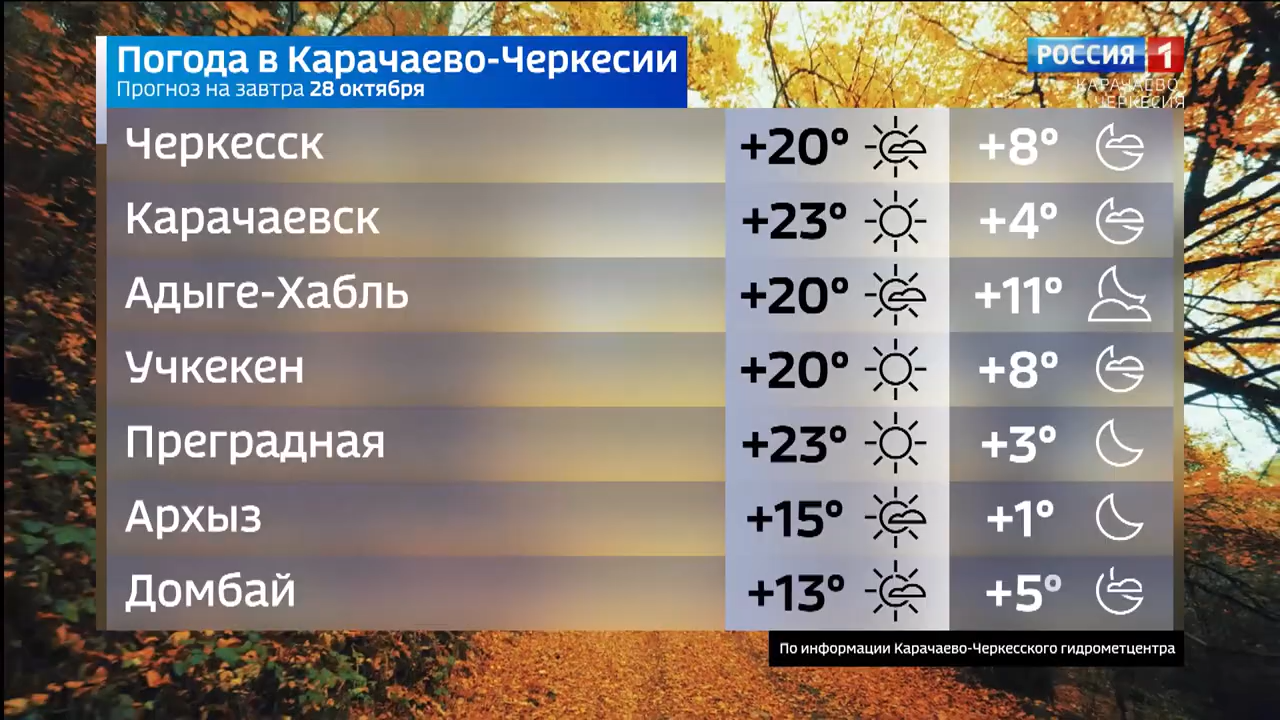 Погода в Карачаево-Черкесии
Прогноз на завтра 28 октября
РОССИЯ 1
КАРАЧАЕВО
ЧЕРКЕСИЯ
Черкесск +20° +8°
Карачаевск +23° +4°
Адыге-Хабль +20° +11°
Учкекен +20° +8°
Преградная +23° +3°
Архыз +15° +1°
Домбай +13° +5°
По информации Карачаево-Черкесского гидрометцентра